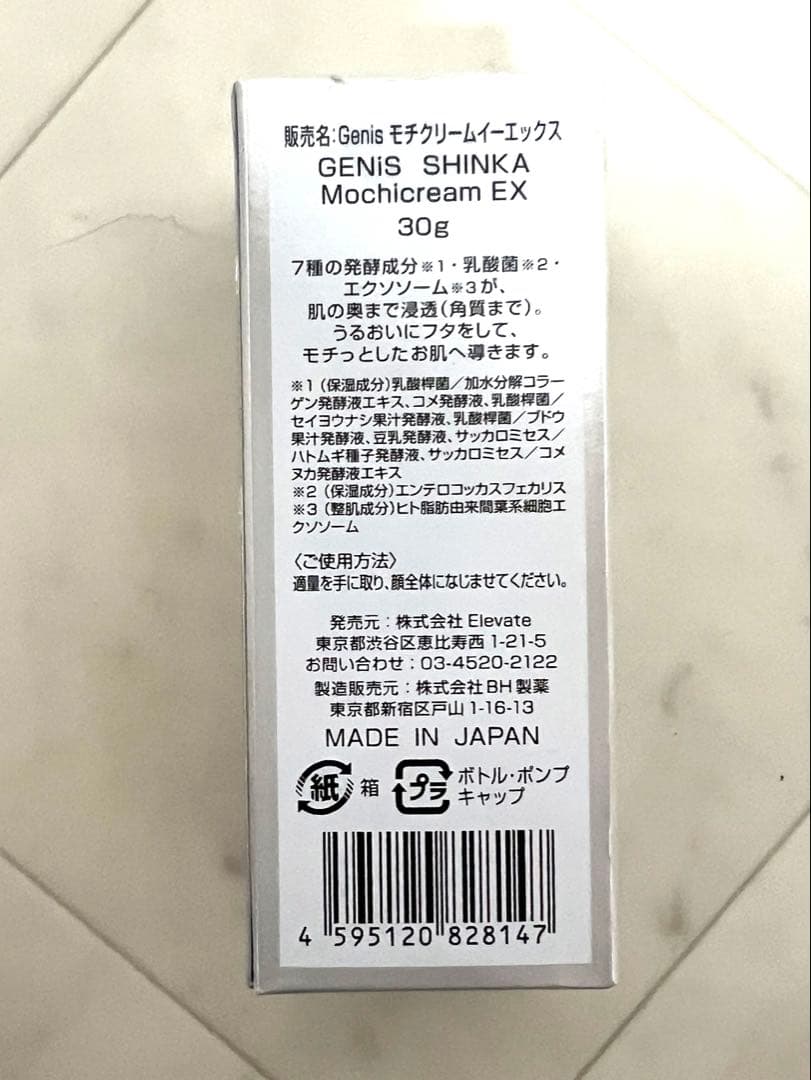 販売名:Genis モチクリームイーエックス
GENiS SHINKA
Mochicream EX
30g
7種の発酵成分※1・乳酸菌※2・
エクソソーム※3が、
肌の奥まで浸透(角質まで)。
うるおいにフタをして、
モチっとしたお肌へ導きます。
※1 (保湿成分)乳酸桿菌/加水分解コラー
ゲン発酵液エキス、コメ発酵液、乳酸桿菌/
セイヨウナシ果汁発酵液、乳酸桿菌/ブドウ
果汁発酵液、豆乳発酵液、サッカロミセス/
ハトムギ種子発酵液、サッカロミセス/コメ
ヌカ発酵液エキス
※2 (保湿成分)エンテロコッカスフェカリス
※3 (整肌成分)ヒト脂肪由来間葉系細胞エ
クソソーム
〈ご使用方法〉
適量を手に取り、顔全体になじませてください。
発売元:株式会社Elevate
東京都渋谷区恵比寿西1-21-5
お問い合わせ:03-4520-2122
製造販売元:株式会社BH製薬
東京都新宿区戸山1-16-13
MADE IN JAPAN
紙 箱 プラ ボトル・ポンプ
キャップ
4 595120 828147